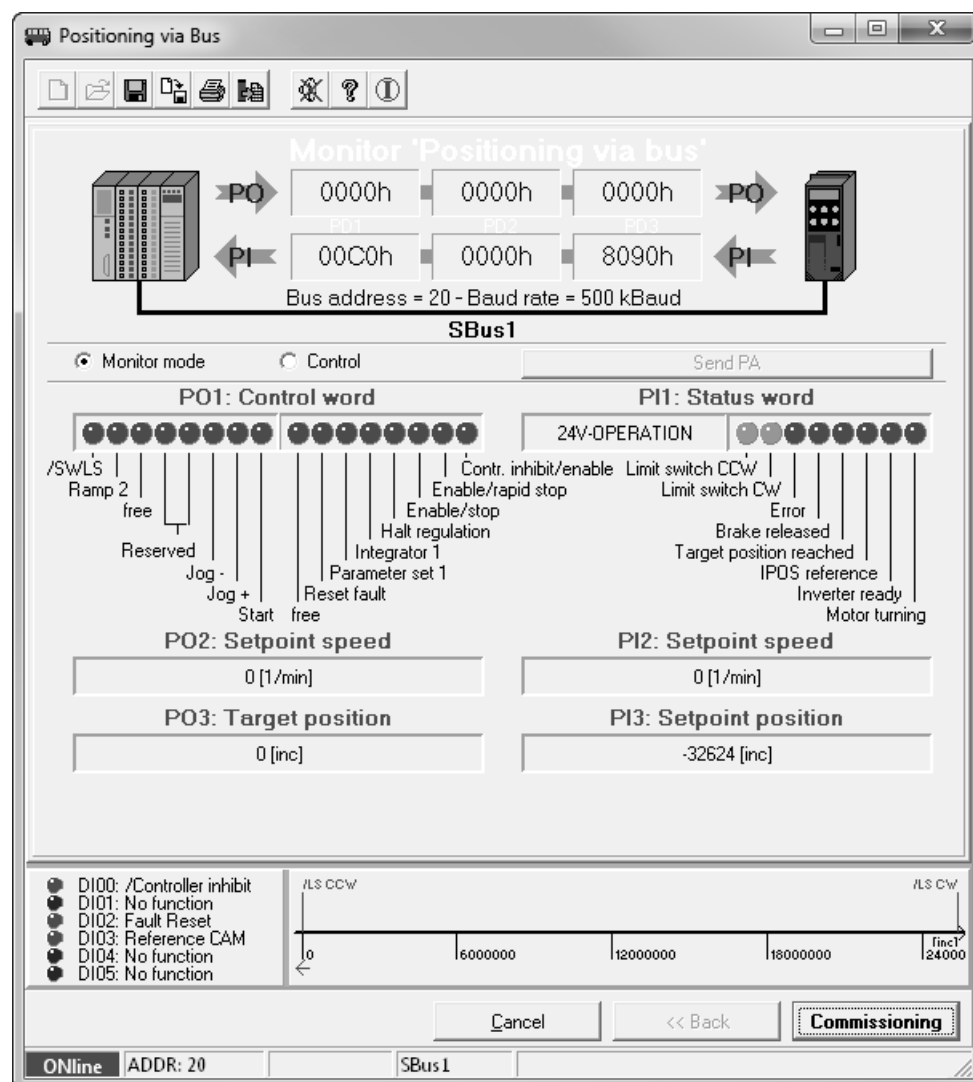 Positioning via Bus
Monitor 'Positioning via bus'
PO 0000h 0000h 0000h PO
PD1 PD2 PD3
PI 00C0h 0000h 8090h PI
Bus address = 20 - Baud rate = 500 kBaud
SBus1
Monitor mode Control Send PA
PO1: Control word PI1: Status word
24V-OPERATION
/SWLS Contr. inhibit/enable Limit switch CCW
Ramp 2 Enable/rapid stop Limit switch CW
free Enable/stop Error
Halt regulation Brake released
Reserved Integrator 1 Target position reached
Jog - Parameter set 1 IPOS reference
Jog + Reset fault Inverter ready
Start free Motor turning
PO2: Setpoint speed PI2: Setpoint speed
0 [1/min] 0 [1/min]
PO3: Target position PI3: Setpoint position
0 [inc] -32624 [inc]
DI00: /Controller inhibit /LS CCW /LS CW
DI01: No function
DI02: Fault Reset
DI03: Reference CAM [inc]
DI04: No function 0 6000000 12000000 18000000 24000
DI05: No function
Cancel << Back Commissioning
ONline ADDR: 20 SBus1